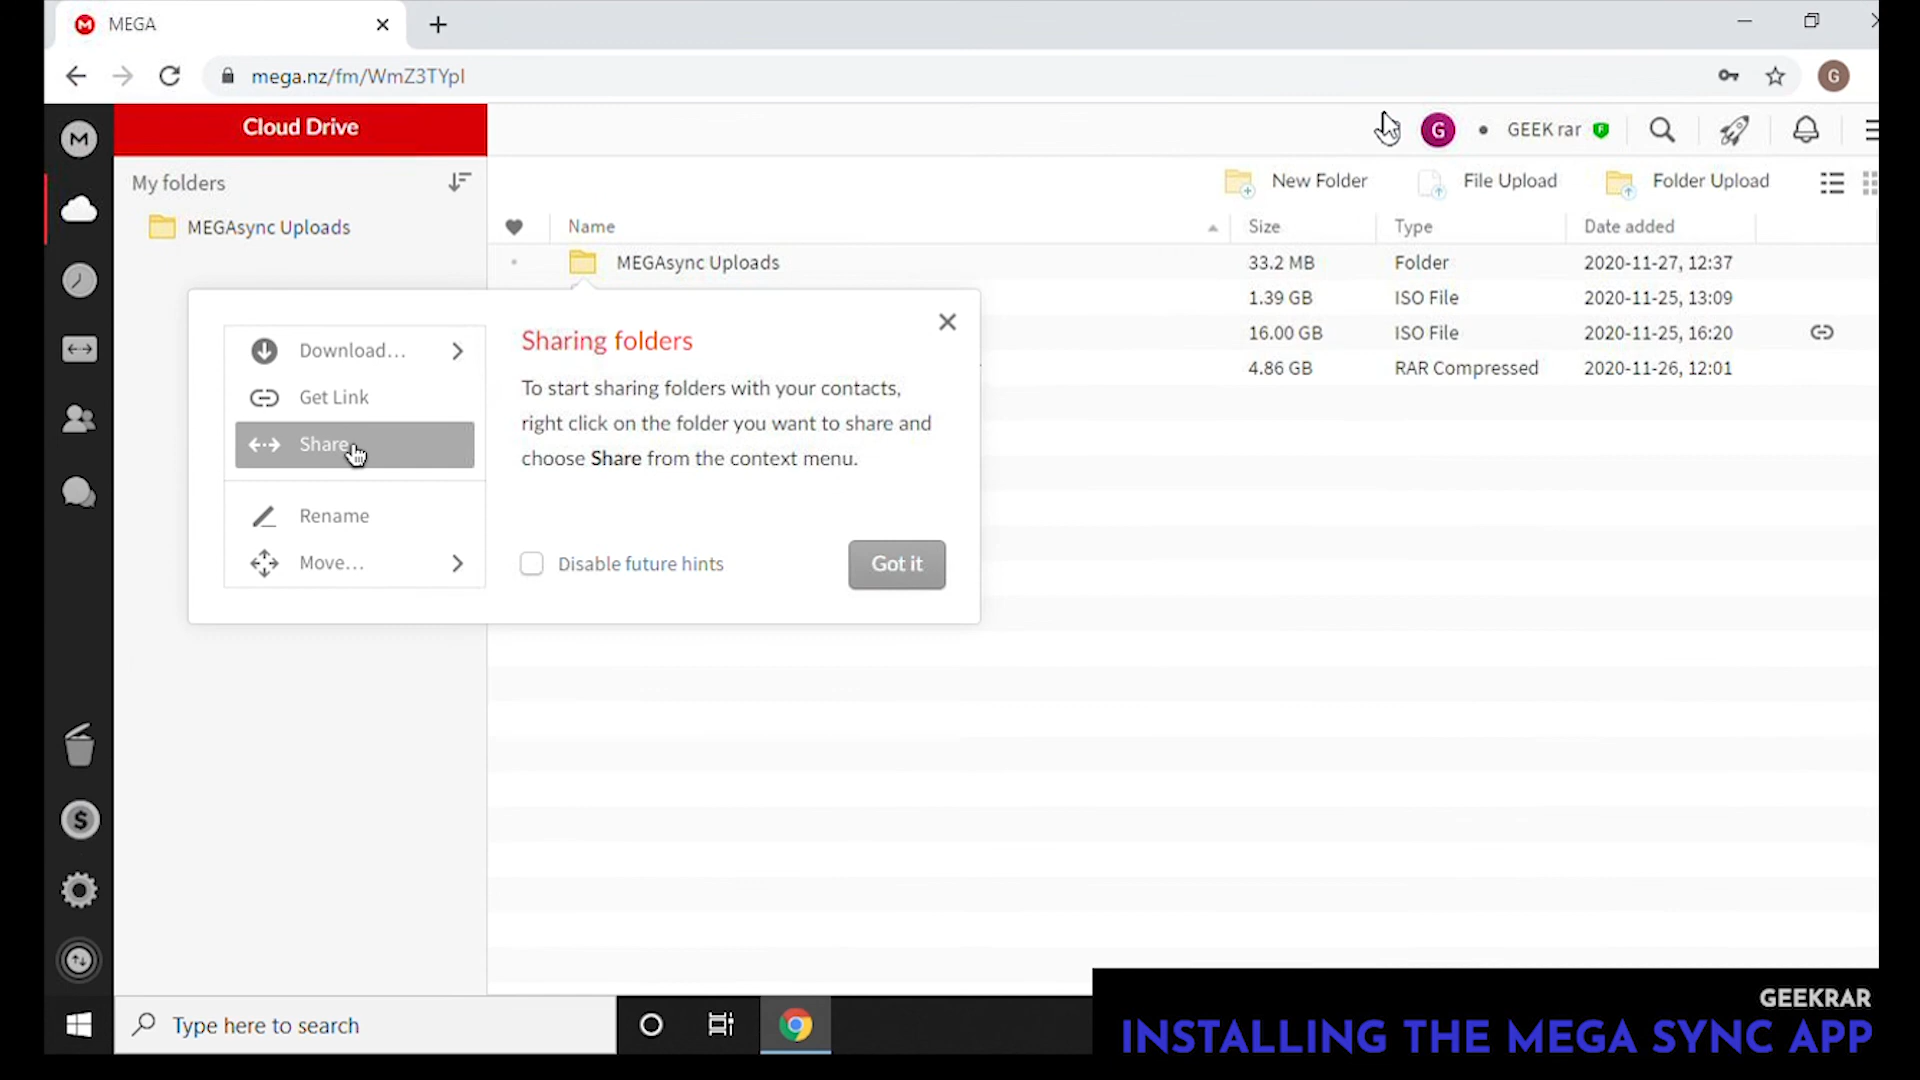 MEGA
mega.nz/fm/WmZ3TYpI
G
Cloud Drive
M
G
GEEK rar
F
My folders
New Folder
File Upload
Folder Upload
MEGAsync Uploads
Name
Size
Type
Date added
MEGAsync Uploads
33.2 MB
Folder
2020-11-27, 12:37
1.39 GB
ISO File
2020-11-25, 13:09
16.00 GB
ISO File
2020-11-25, 16:20
4.86 GB
RAR Compressed
2020-11-26, 12:01
Download...
Get Link
Share
Rename
Move...
Sharing folders
To start sharing folders with your contacts,
right click on the folder you want to share and
choose Share from the context menu.
Disable future hints
Got it
$
Type here to search
GEEKRAR
INSTALLING THE MEGA SYNC APP